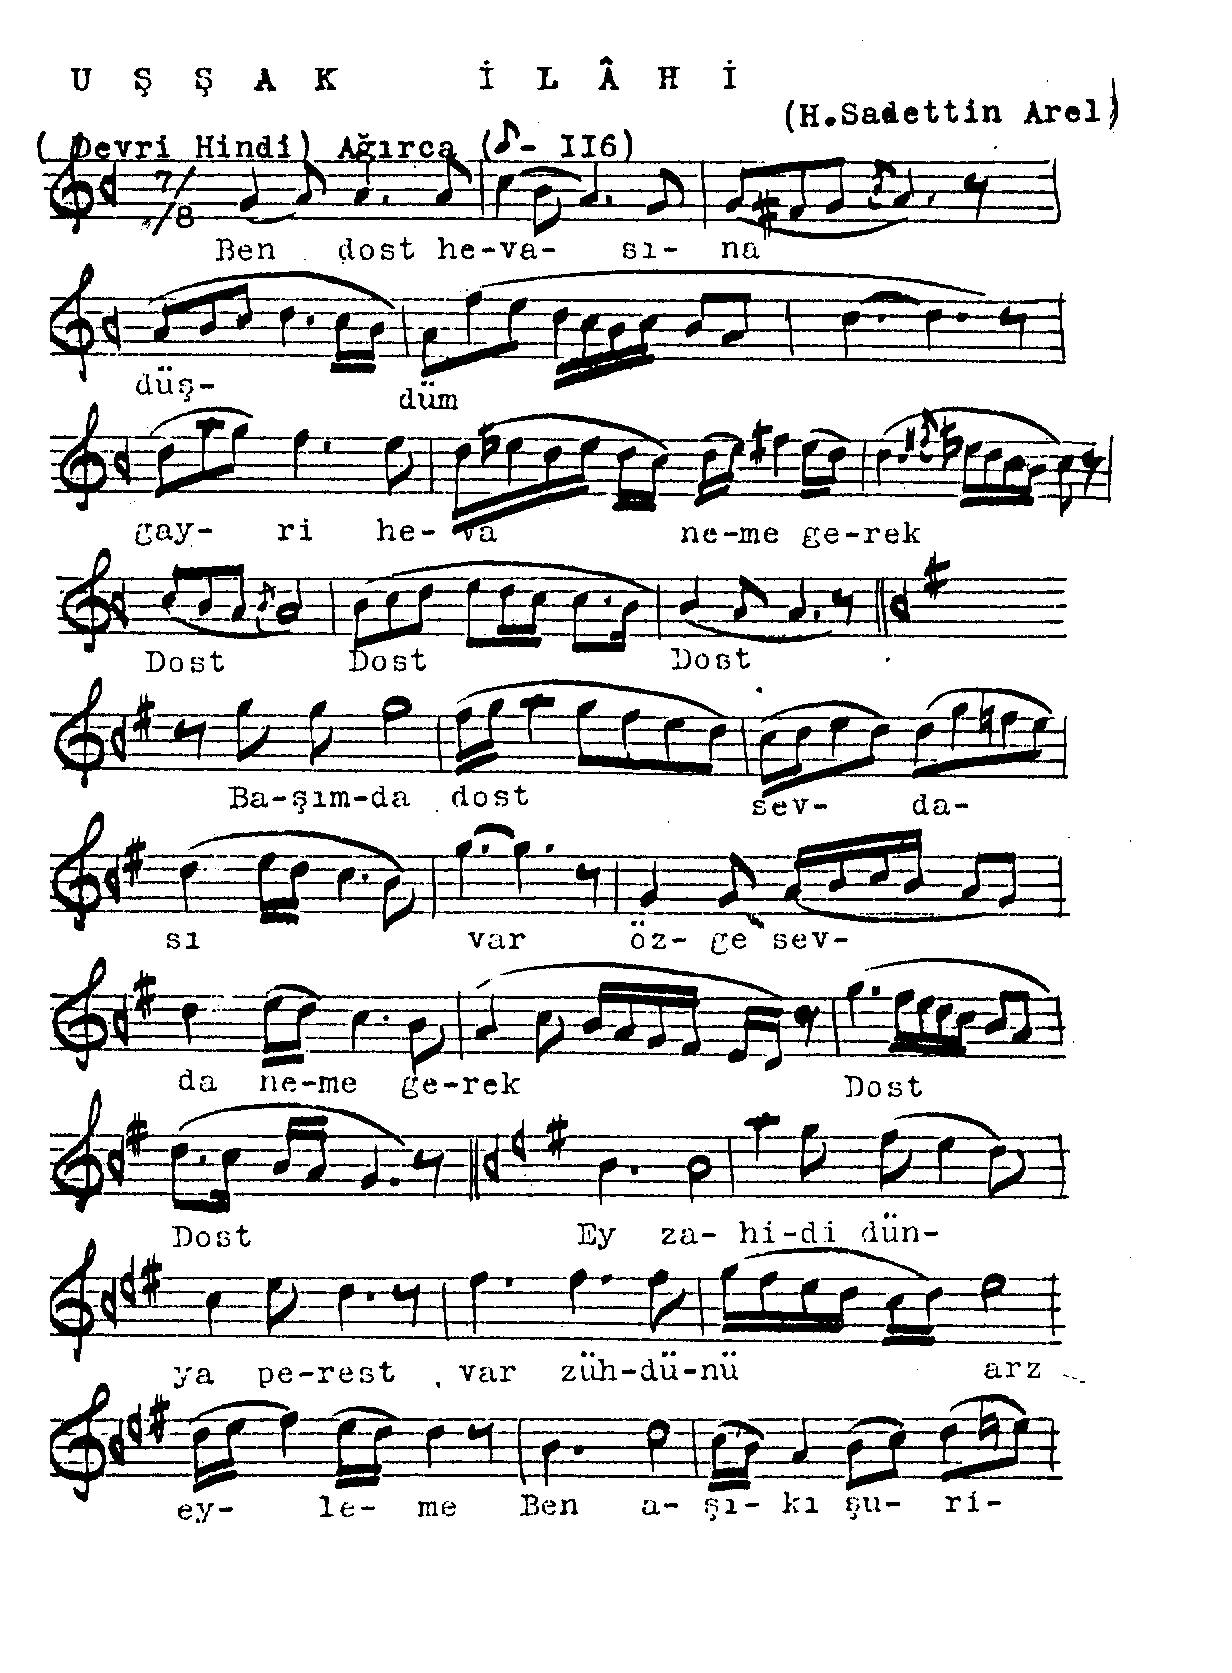 U Ş Ş A K İ L Â H İ
(H.Sadettin Arel)
(Devri Hindi) Ağırca (♪- II6)
7/8
Ben dost he-va- sı- na
düş- düm
gay- ri he- va ne-me ge-rek
Dost Dost Dost
Ba-şım-da dost sev- da-
sı var öz- ge sev-
da ne-me ge-rek Dost
Dost Ey za- hi-di dün-
ya pe-rest var züh-dü-nü arz
ey- le- me Ben a- şı- kı şu- ri-